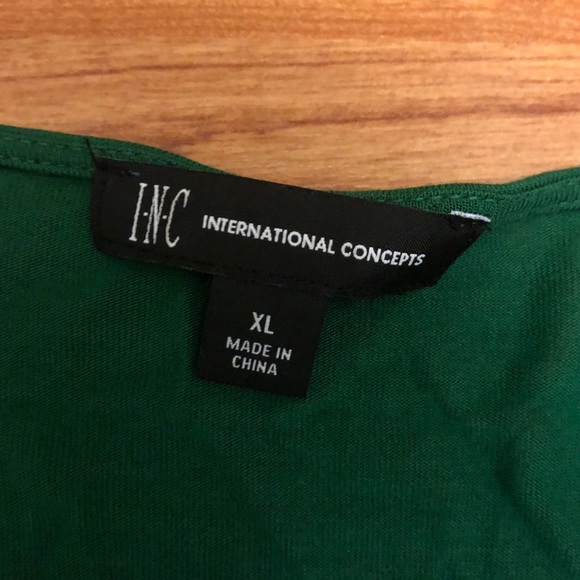 I·N·C INTERNATIONAL CONCEPTS
XL
MADE IN
CHINA